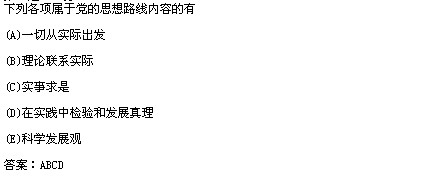 下列各项属于党的思想路线内容的有
(A)一切从实际出发
(B)理论联系实际
(C)实事求是
(D)在实践中检验和发展真理
(E)科学发展观
答案：ABCD